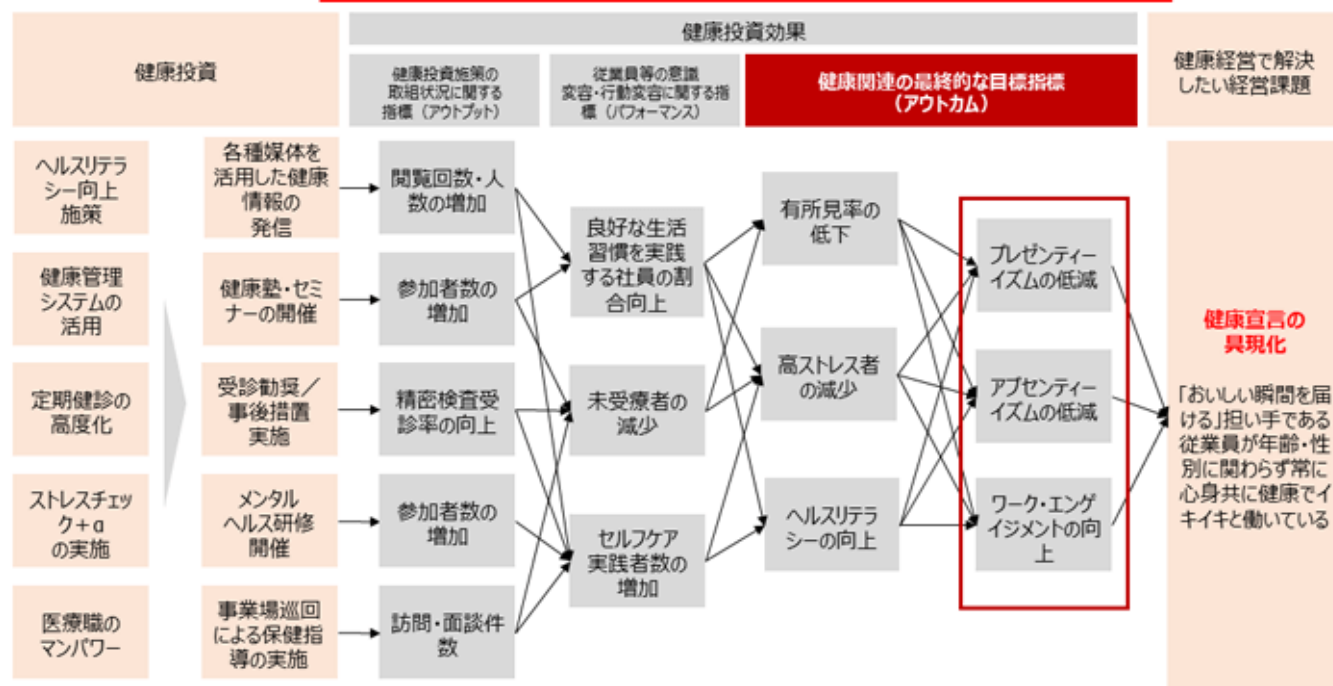 健康投資
健康投資効果
健康投資施策の
取組状況に関する
指標（アウトプット）
従業員等の意識
変容・行動変容に関する指
標（パフォーマンス）
健康関連の最終的な目標指標
（アウトカム）
健康経営で解決
したい経営課題
ヘルスリテラ
シー向上
施策
健康管理
システムの
活用
定期健診の
高度化
ストレスチェッ
ク+α
の実施
医療職の
マンパワー
各種媒体を
活用した健康
情報の
発信
健康塾・セミ
ナーの開催
受診勧奨／
事後措置
実施
メンタル
ヘルス研修
開催
事業場巡回
による保健指
導の実施
閲覧回数・人
数の増加
参加者数の
増加
精密検査受
診率の向上
参加者数の
増加
訪問・面談件
数
良好な生活
習慣を実践
する社員の割
合向上
未受療者の
減少
セルフケア
実践者数の
増加
有所見率の
低下
高ストレス者
の減少
ヘルスリテラ
シーの向上
プレゼンティー
イズムの低減
アブセンティー
イズムの低減
ワーク・エンゲ
イジメントの向
上
健康宣言の
具現化
「おいしい瞬間を届
ける」担い手である
従業員が年齢・性
別に関わらず常に
心身共に健康でイ
キイキと働いている